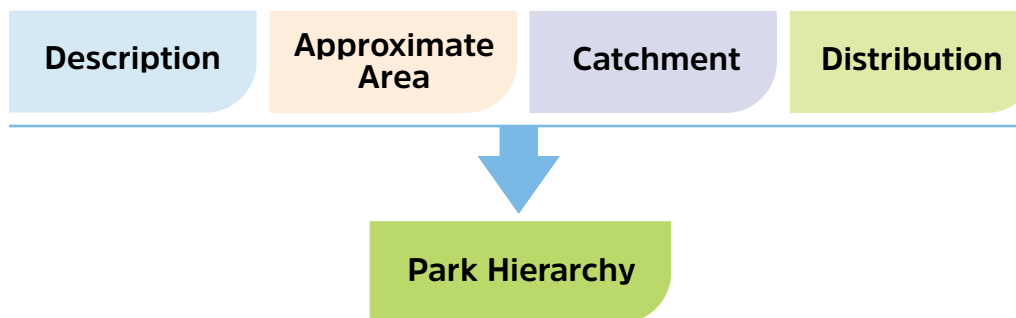 Description
Approximate
Area
Catchment
Distribution
Park Hierarchy